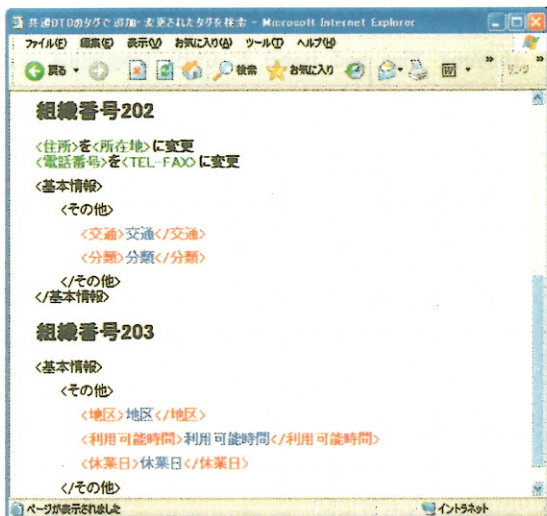 共通DTDのタグで追加・変更されたタグを検索 - Microsoft Internet Explorer
ファイル(F) 編集(E) 表示(V) お気に入り(A) ツール(T) ヘルプ(H)
戻る 検索 お気に入り » リンク »
組織番号202
<住所>を<所在地>に変更
<電話番号>を<TEL-FAX>に変更
<基本情報>
<その他>
<交通>交通</交通>
<分類>分類</分類>
</その他>
</基本情報>
組織番号203
<基本情報>
<その他>
<地区>地区</地区>
<利用可能時間>利用可能時間</利用可能時間>
<休業日>休業日</休業日>
</その他>
ページが表示されました イントラネット